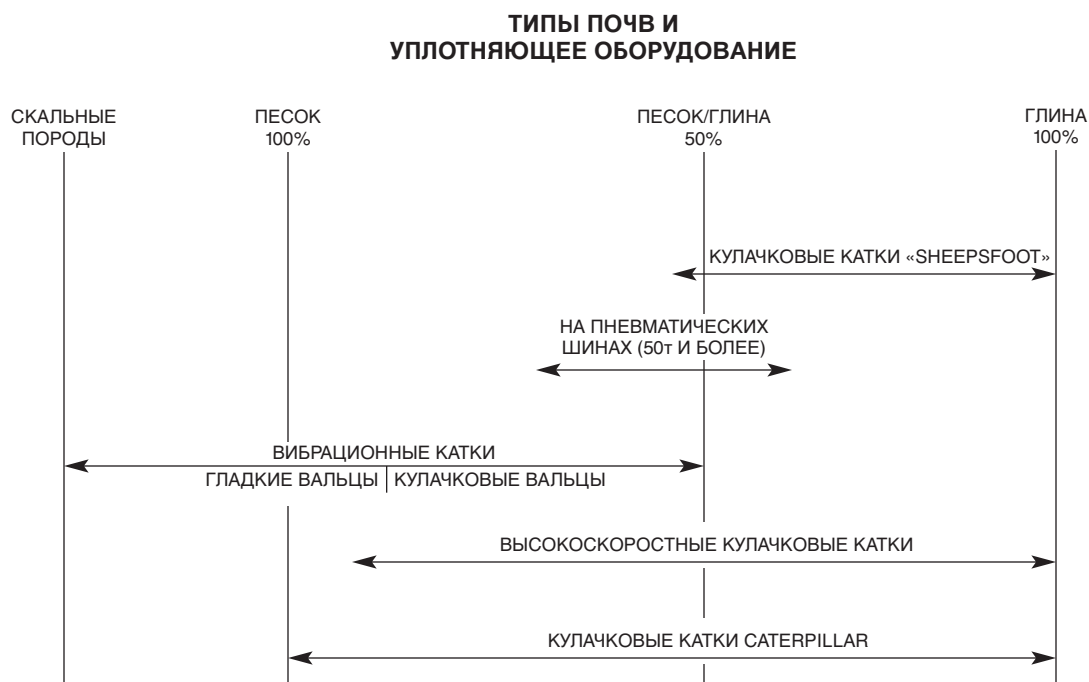 ТИПЫ ПОЧВ И
УПЛОТНЯЮЩЕЕ ОБОРУДОВАНИЕ
СКАЛЬНЫЕ
ПОРОДЫ
ПЕСОК
100%
ПЕСОК/ГЛИНА
50%
ГЛИНА
100%
КУЛАЧКОВЫЕ КАТКИ «SHEEPSFOOT»
НА ПНЕВМАТИЧЕСКИХ
ШИНАХ (50т И БОЛЕЕ)
ВИБРАЦИОННЫЕ КАТКИ
ГЛАДКИЕ ВАЛЬЦЫ КУЛАЧКОВЫЕ ВАЛЬЦЫ
ВЫСОКОСКОРОСТНЫЕ КУЛАЧКОВЫЕ КАТКИ
КУЛАЧКОВЫЕ КАТКИ CATERPILLAR